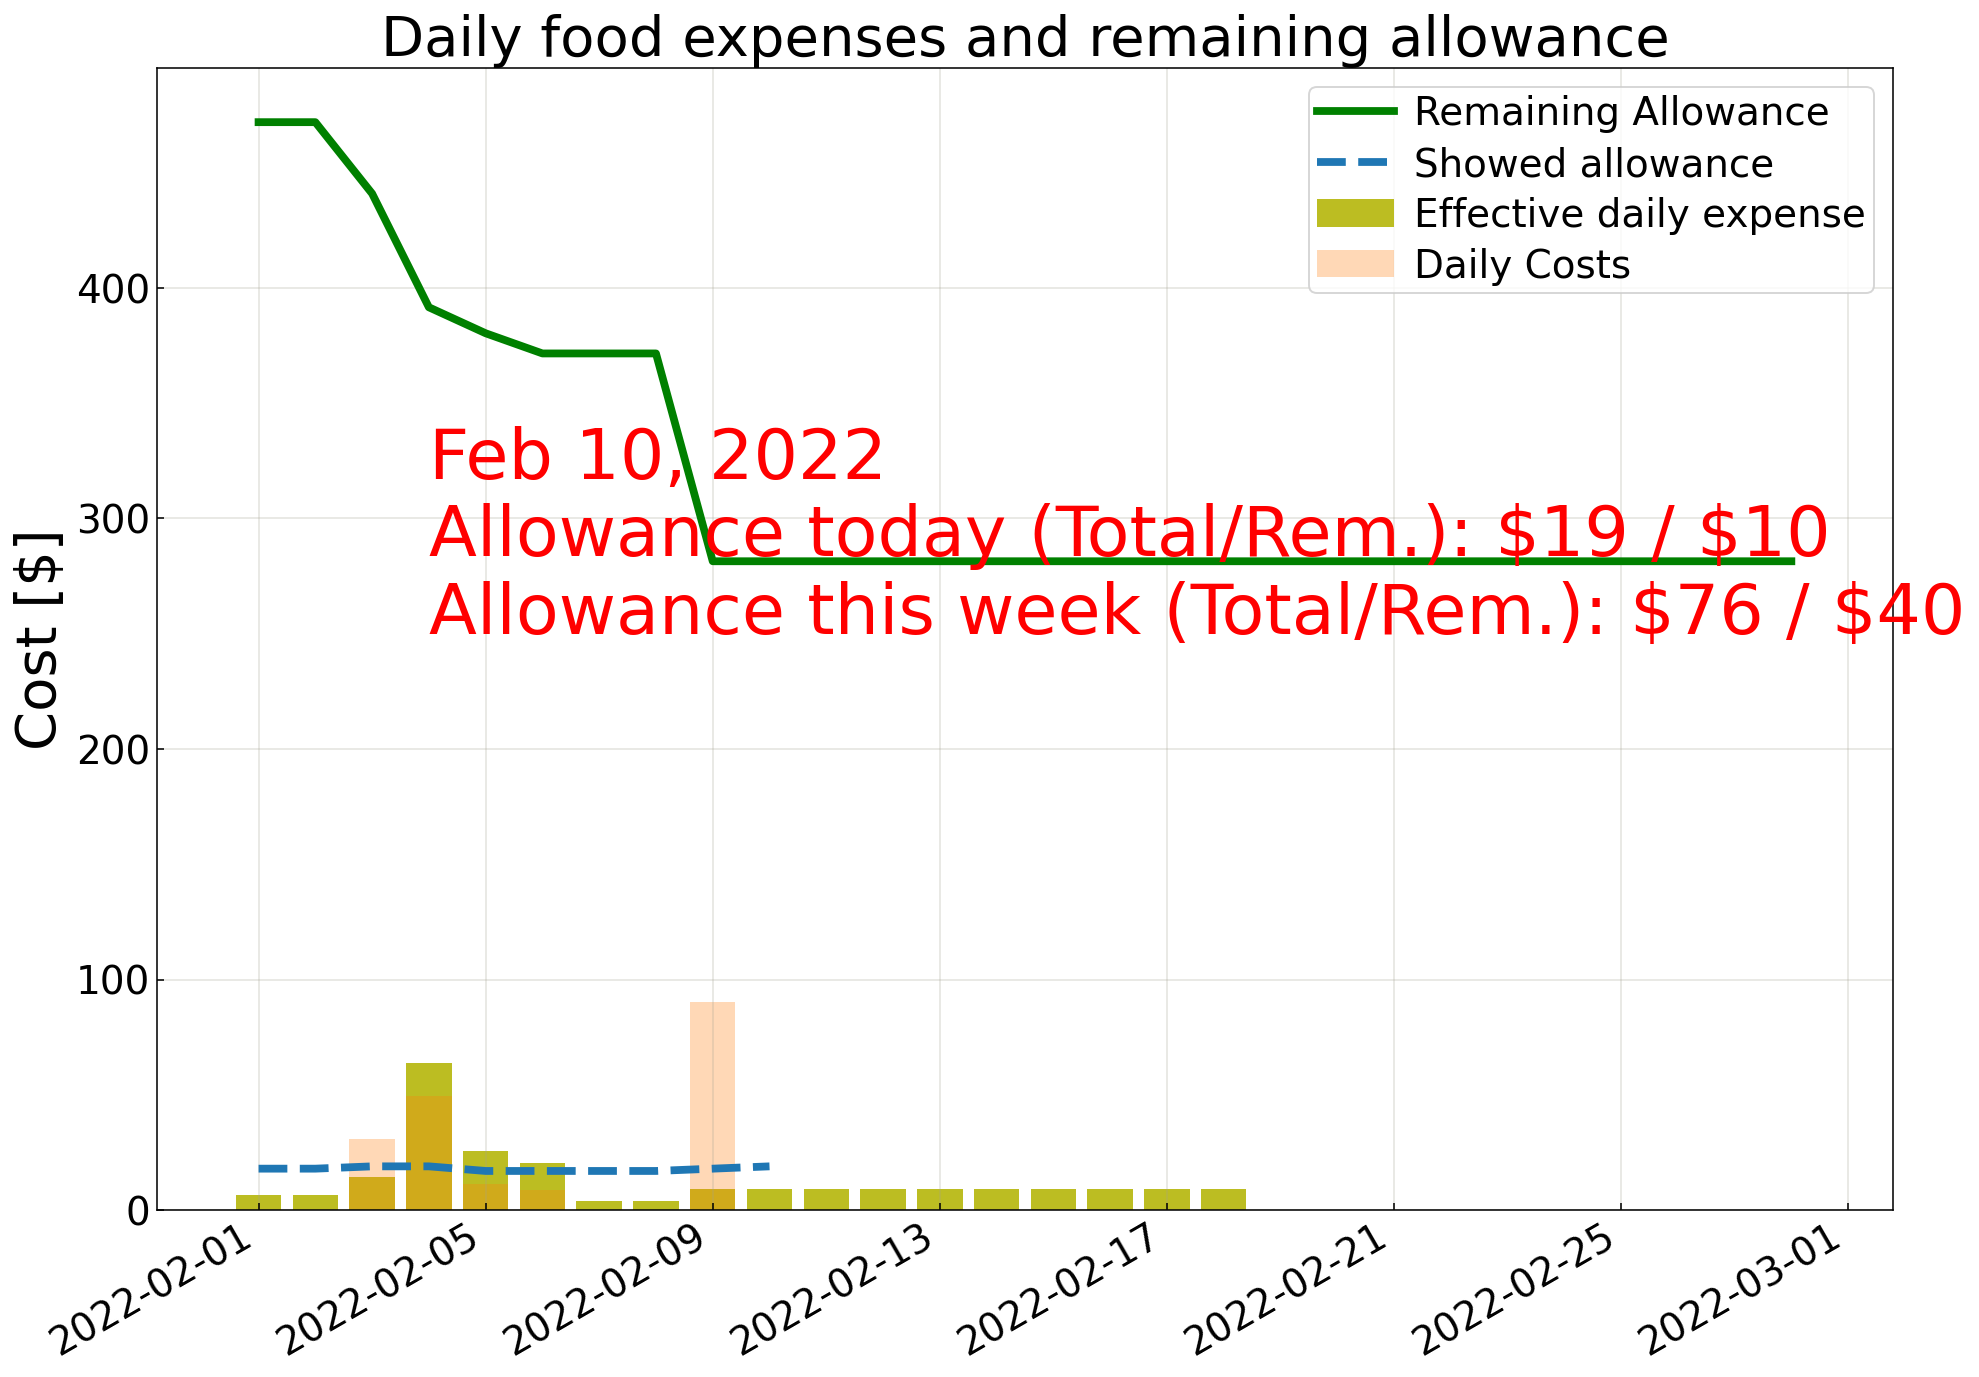 Daily food expenses and remaining allowance
Remaining Allowance
Showed allowance
Effective daily expense
Daily Costs
Cost [$]
400
300
200
100
0
Feb 10, 2022
Allowance today (Total/Rem.): $19 / $10
Allowance this week (Total/Rem.): $76 / $40
2022-02-01
2022-02-05
2022-02-09
2022-02-13
2022-02-17
2022-02-21
2022-02-25
2022-03-01